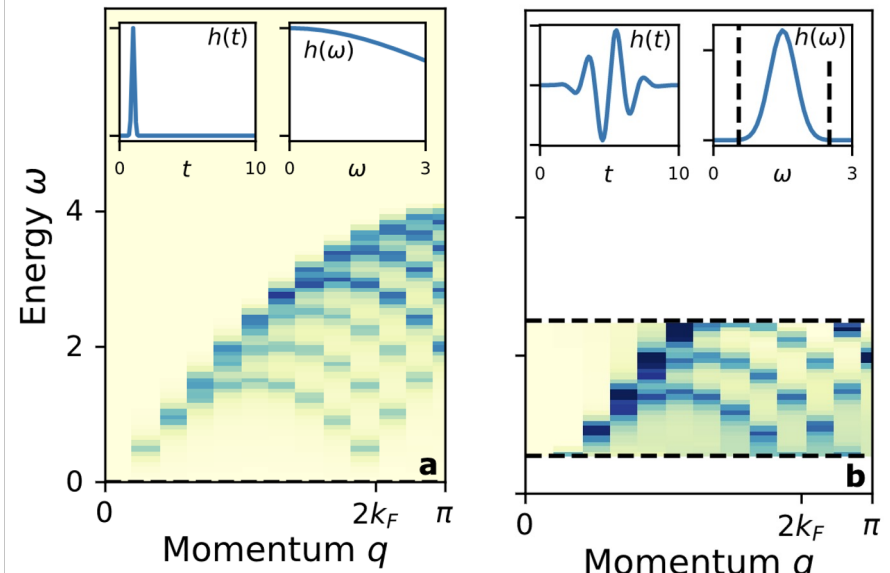 h(t)
h(ω)
0
t
10
0
ω
3
h(t)
h(ω)
0
t
10
0
ω
3
Energy ω
4
2
0
a
b
0
2k_F
π
0
2k_F
π
Momentum q
Momentum q